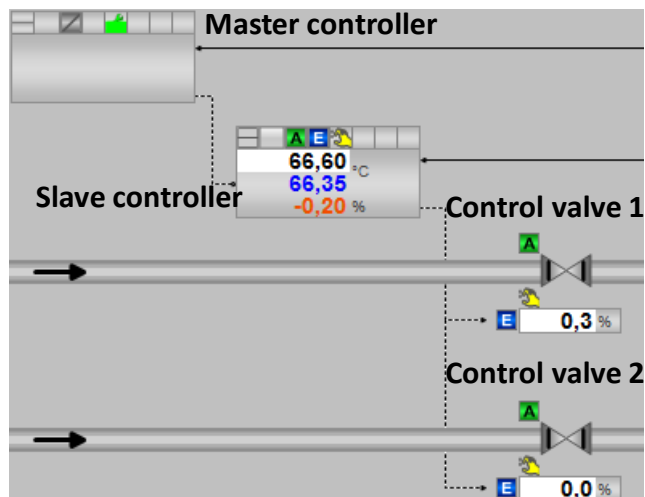 Master controller
A E
66,60 °C
66,35
-0,20 %
Slave controller
Control valve 1
A
E 0,3 %
Control valve 2
A
E 0,0 %